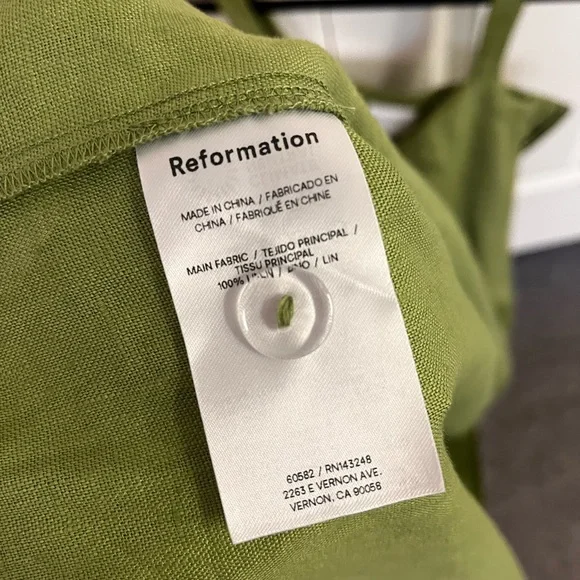 Reformation
MADE IN CHINA / FABRICADO EN
CHINA / FABRIQUÉ EN CHINE
MAIN FABRIC / TEJIDO PRINCIPAL /
TISSU PRINCIPAL
100% / LIN
60582 / RN143248
2263 E VERNON AVE.
VERNON, CA 90058